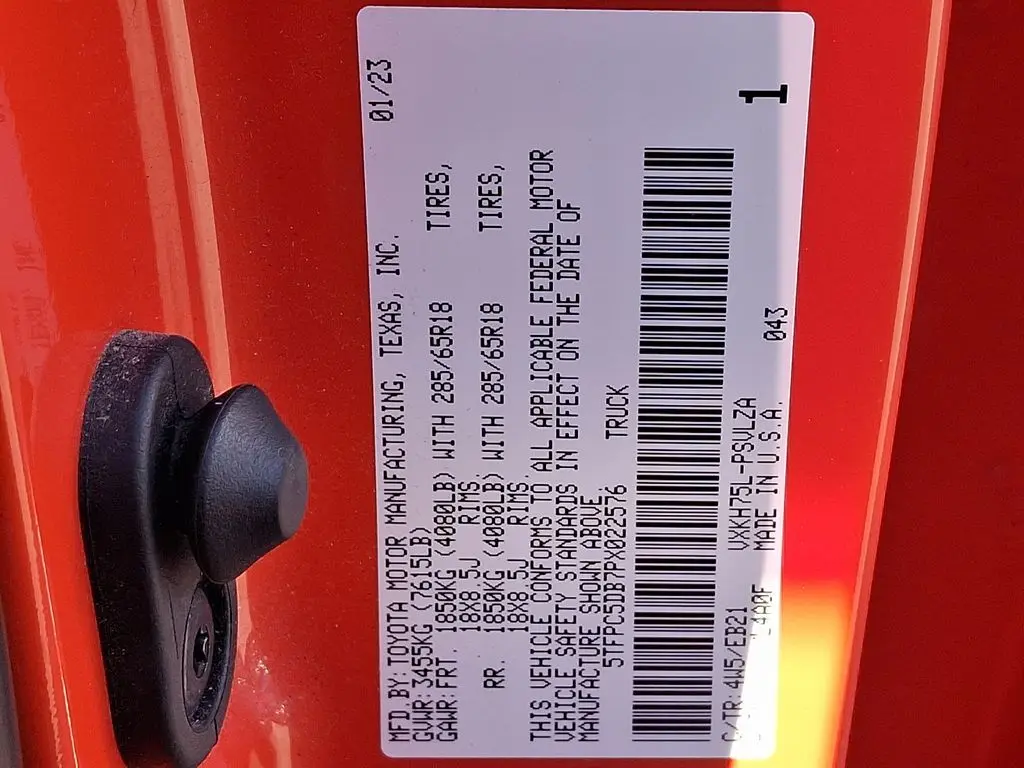 MFD.BY:TOYOTA MOTOR MANUFACTURING, TEXAS, INC. 01/23
GVWR:3455KG (7615LB)
GAWR:FRT. 1850KG (4080LB) WITH 285/65R18 TIRES,
18X8.5J RIMS.
RR. 1850KG (4080LB) WITH 285/65R18 TIRES,
18X8.5J RIMS.
THIS VEHICLE CONFORMS TO ALL APPLICABLE FEDERAL MOTOR
VEHICLE SAFETY STANDARDS IN EFFECT ON THE DATE OF
MANUFACTURE SHOWN ABOVE
5TFPC5DB7PX022576 TRUCK
C/TR:4W5/EB21 VXKH75L-PSVLZA
L4A0F MADE IN U.S.A. 043 1